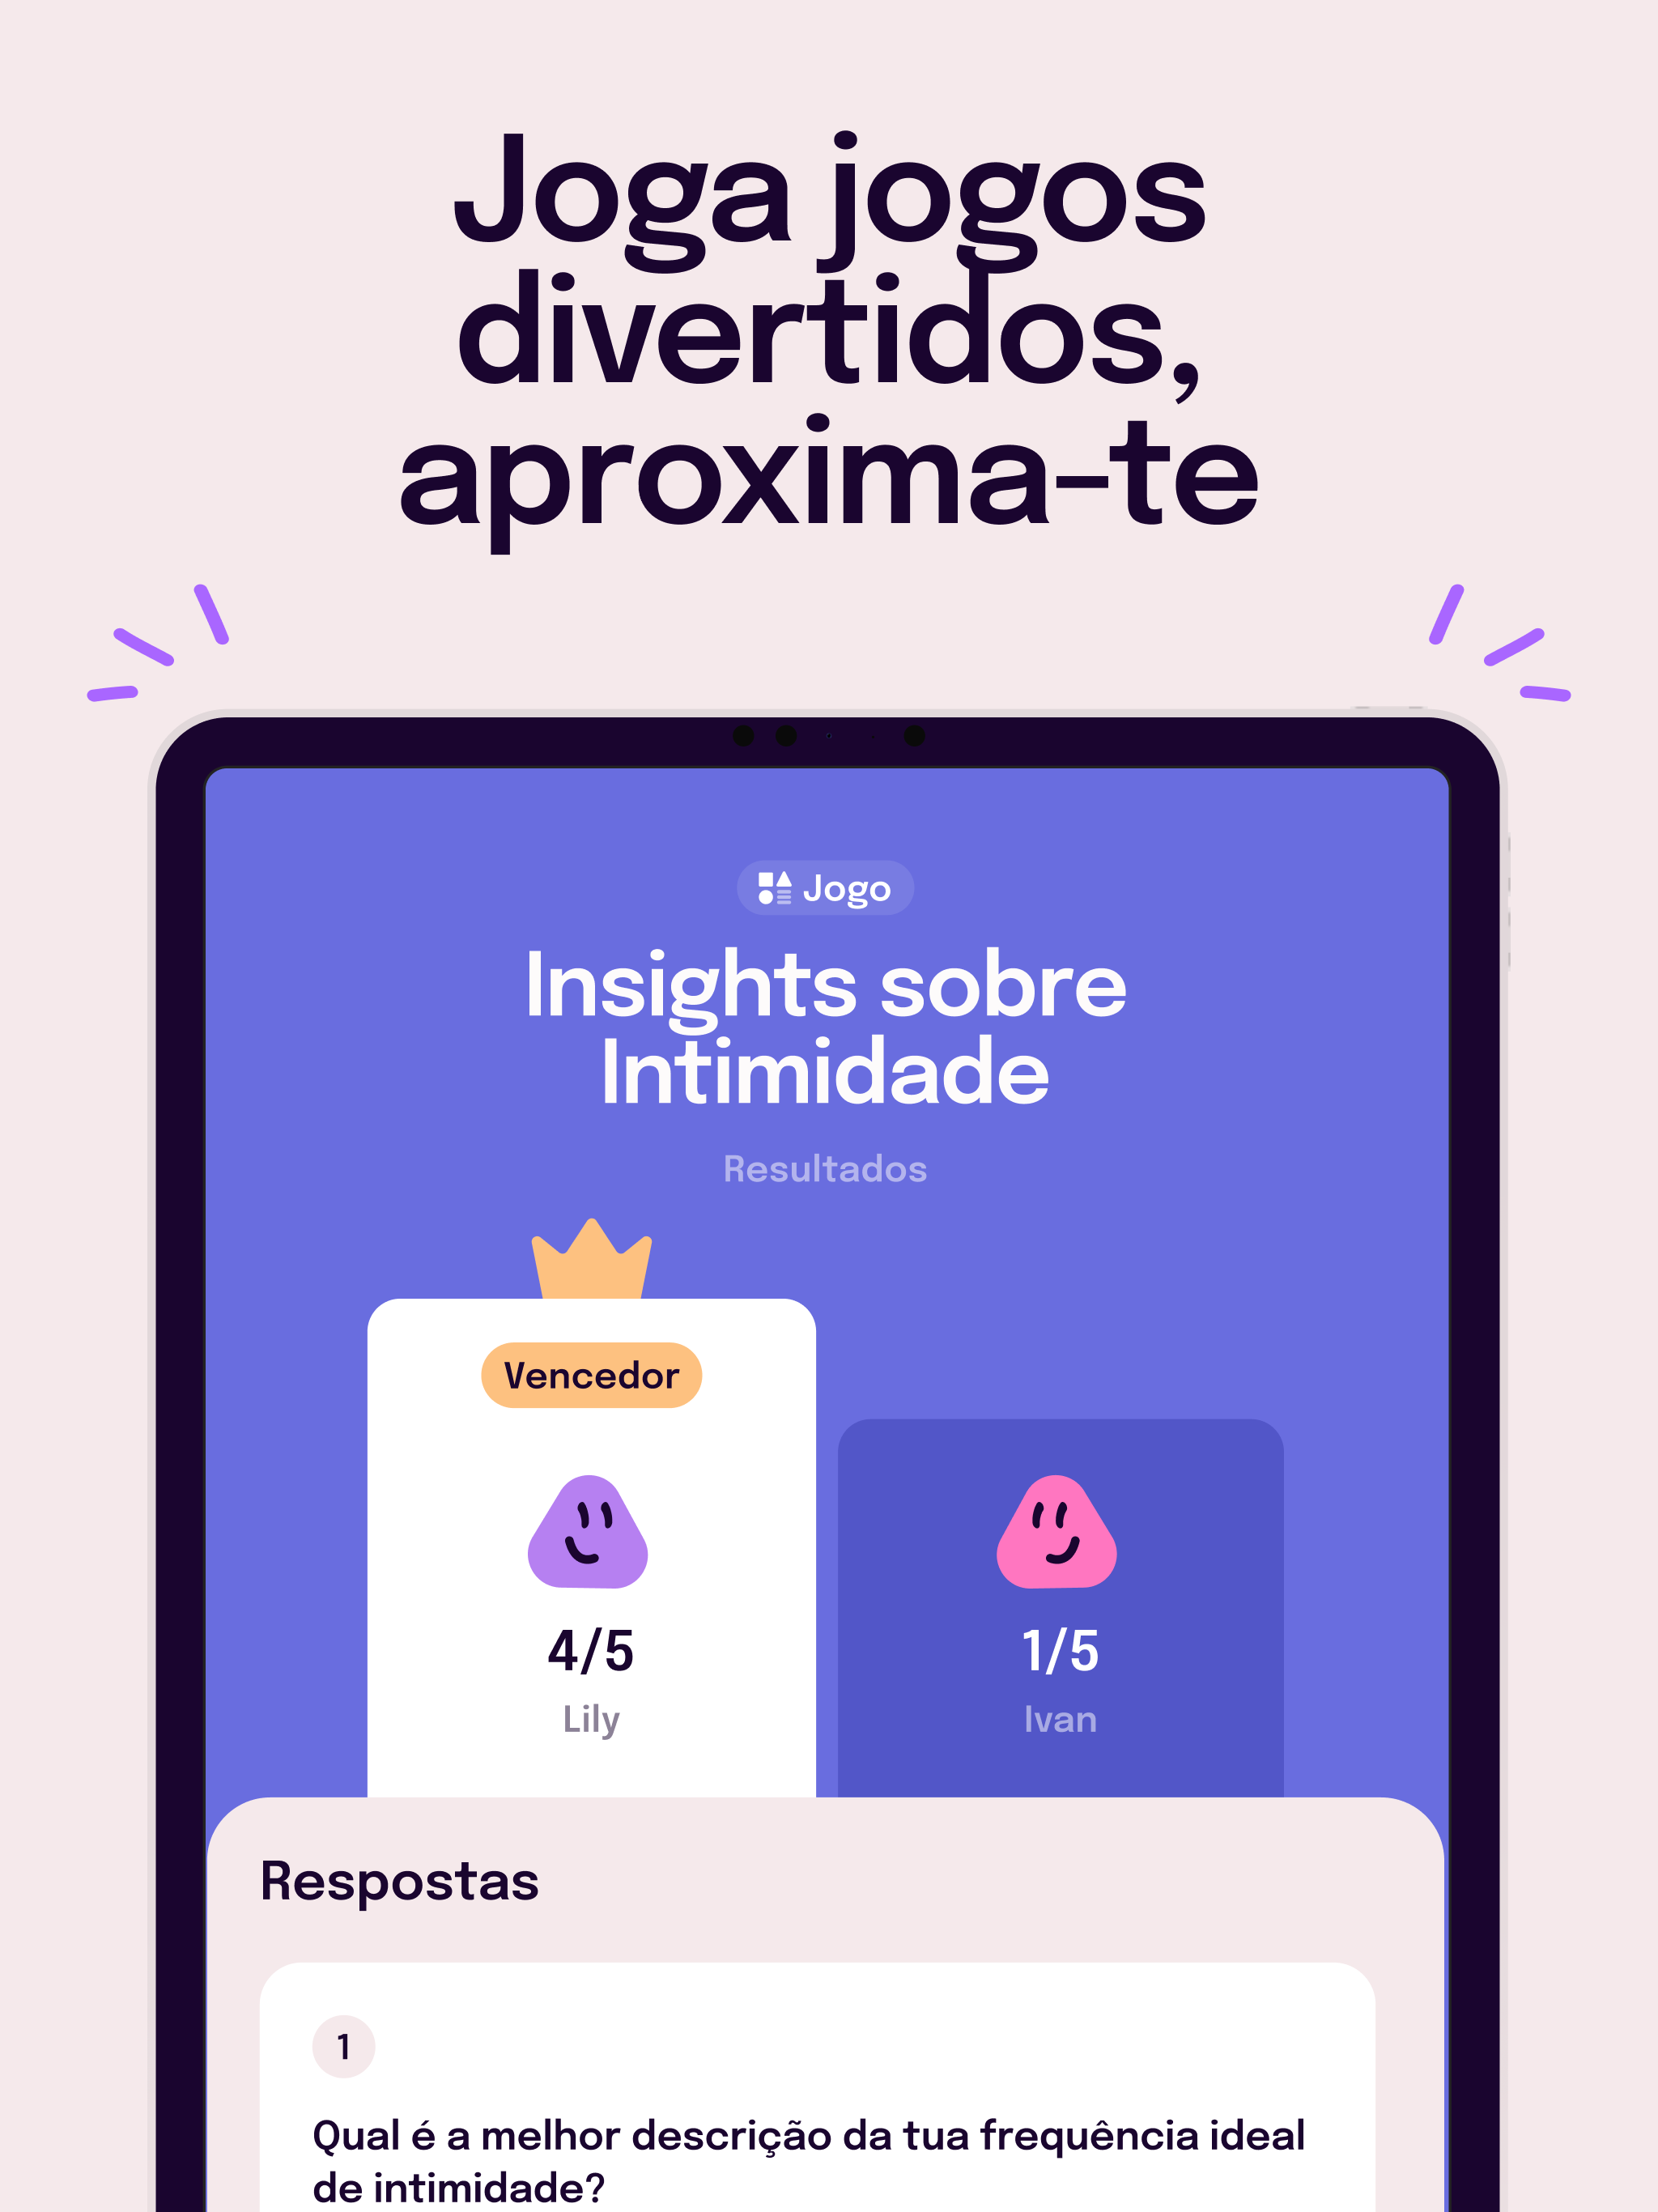 Joga jogos
divertidos,
aproxima-te
Jogo
Insights sobre
Intimidade
Resultados
Vencedor
4/5
Lily
1/5
Ivan
Respostas
1
Qual é a melhor descrição da tua frequência ideal
de intimidade?